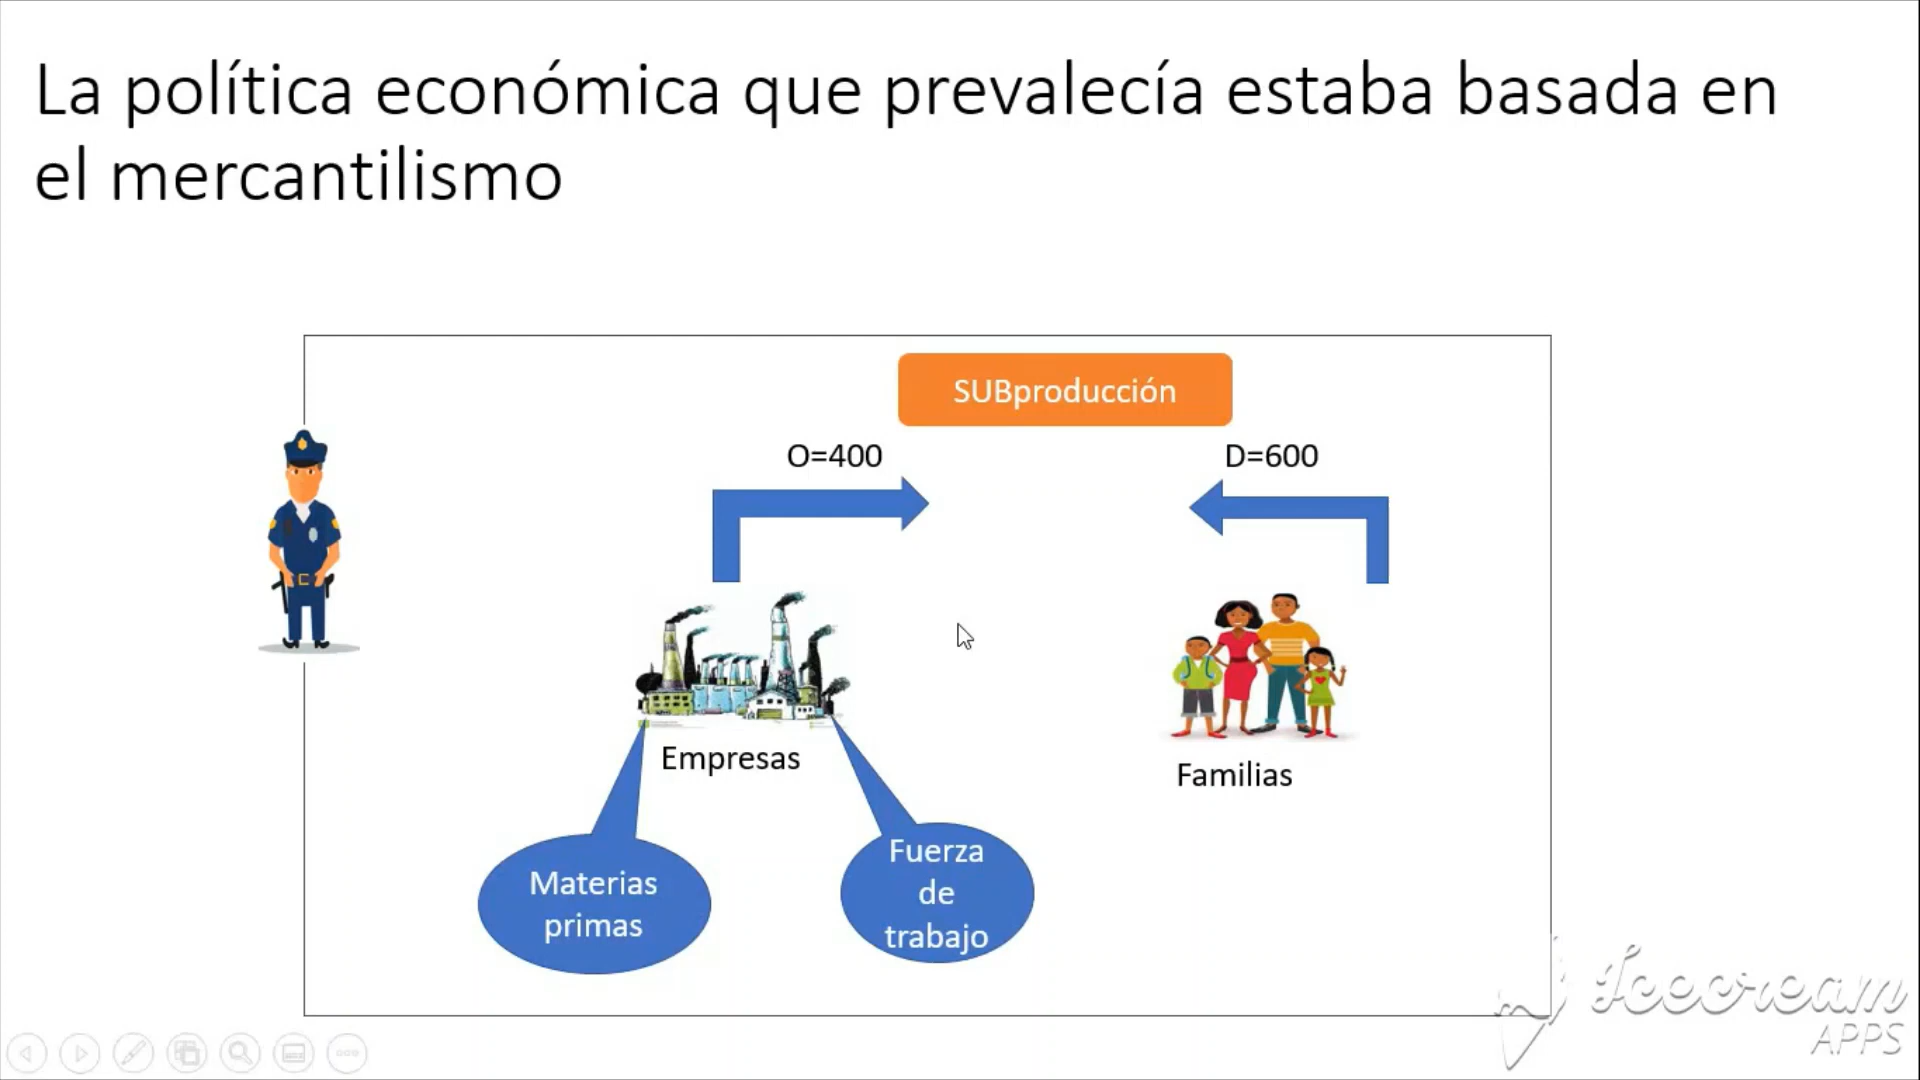 La política económica que prevalecía estaba basada en
el mercantilismo
SUBproducción
O=400
D=600
Empresas
Familias
Materias
primas
Fuerza
de
trabajo
Icecream
APPS